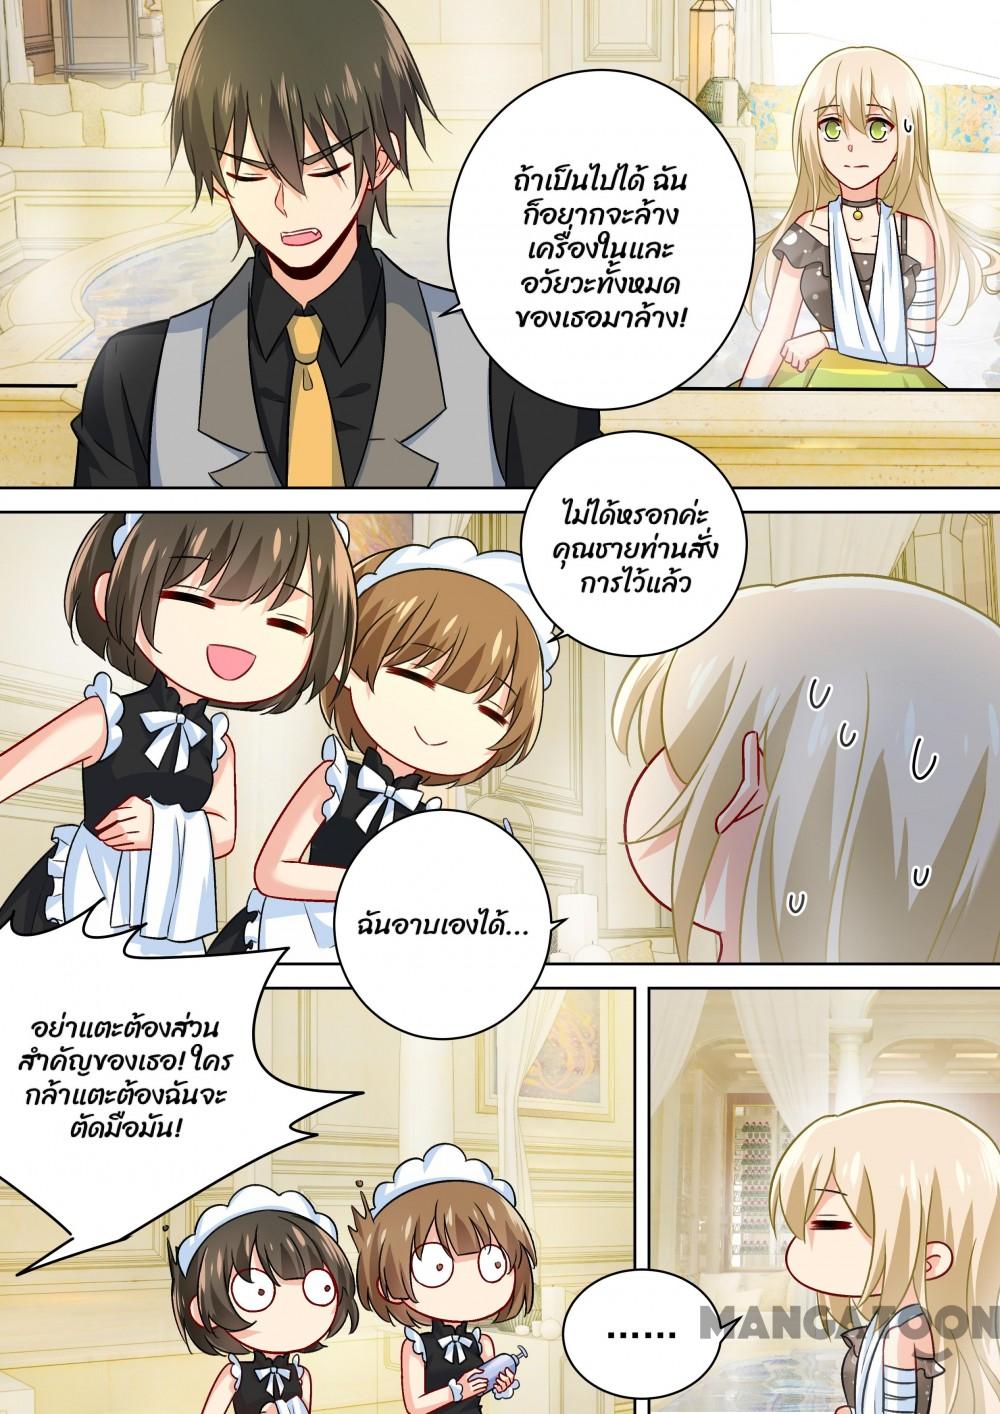 ถ้าเป็นไปได้ ฉัน
ก็อยากจะล้าง
เครื่องในและ
อวัยวะทั้งหมด
ของเธอมาล้าง!
ไม่ได้หรอกค่ะ
คุณชายท่านสั่ง
การไว้แล้ว
ฉันอาบเองได้...
อย่าแตะต้องส่วน
สำคัญของเธอ! ใคร
กล้าแตะต้องฉันจะ
ตัดมือมัน!
......
MANGATOON